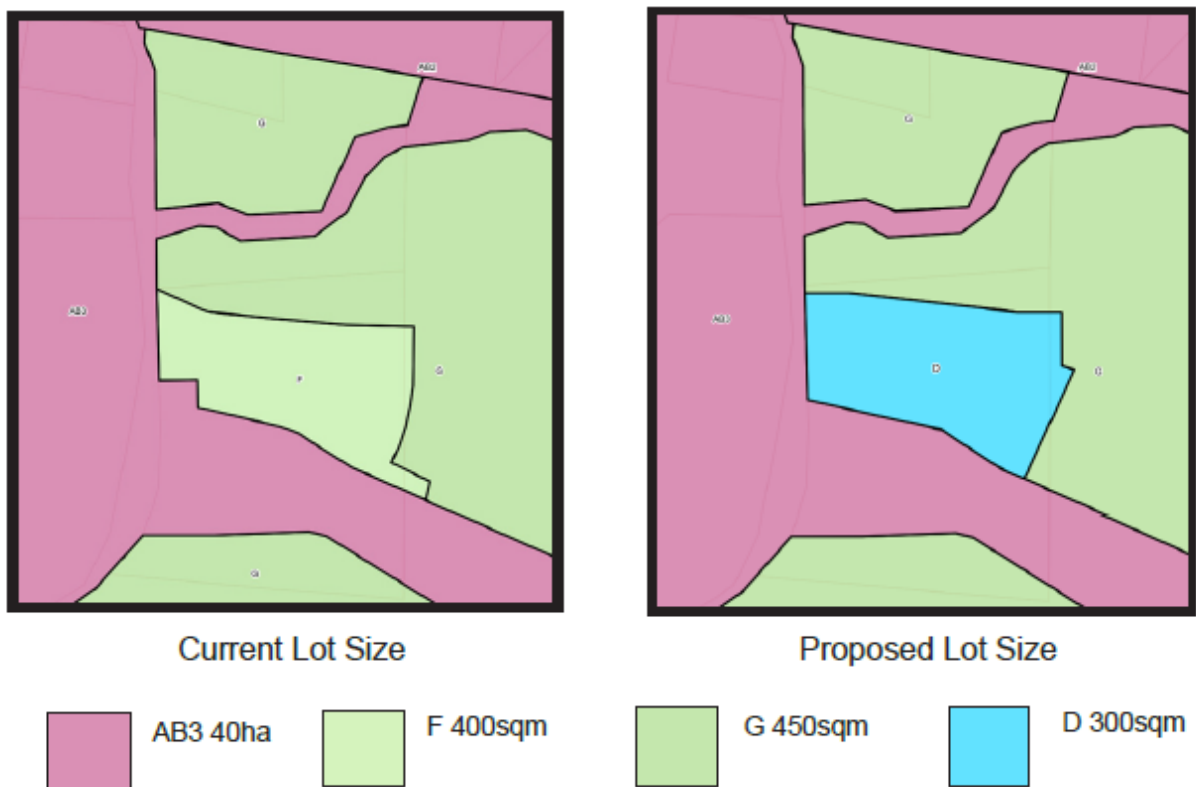 AB3
G
AB3
F
G
G
AB3
G
AB3
D
G
Current Lot Size
Proposed Lot Size
AB3 40ha
F 400sqm
G 450sqm
D 300sqm